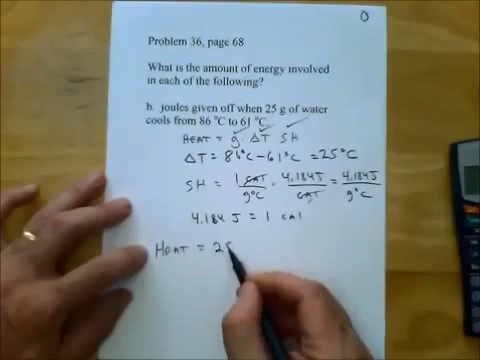 0
Problem 36, page 68
What is the amount of energy involved
in each of the following?
b. joules given off when 25 g of water
cools from 86 °C to 61 °C.
HEAT = g · ΔT SH
ΔT = 86°C - 61°C = 25°C
SH = 1 CAL / g°C · 4.184 J / CAL = 4.184 J / g°C
4.184 J = 1 CAL
HEAT = 25